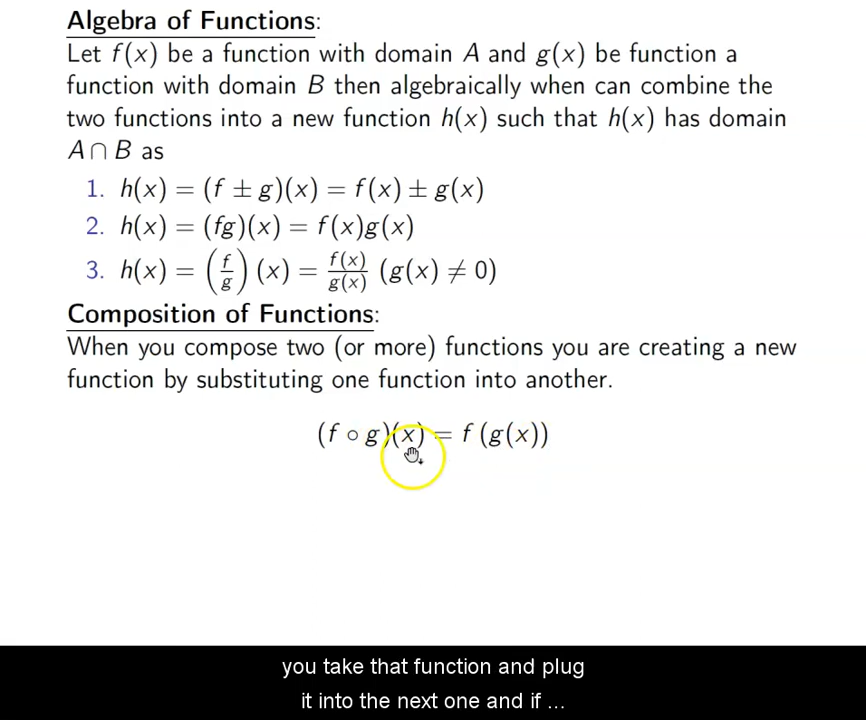 Algebra of Functions:
Let f(x) be a function with domain A and g(x) be function a
function with domain B then algebraically when can combine the
two functions into a new function h(x) such that h(x) has domain
A ∩ B as
1. h(x) = (f ± g)(x) = f(x) ± g(x)
2. h(x) = (fg)(x) = f(x)g(x)
3. h(x) = (f/g)(x) = f(x)/g(x) (g(x) ≠ 0)
Composition of Functions:
When you compose two (or more) functions you are creating a new
function by substituting one function into another.
(f ∘ g)(x) = f (g(x))
you take that function and plug
it into the next one and if ...